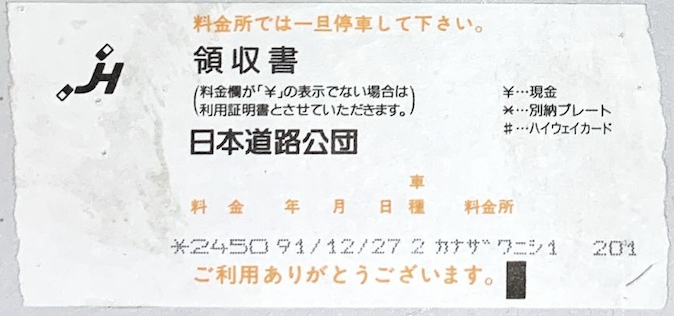 料金所では一旦停車して下さい。
JH
領収書
(料金欄が「¥」の表示でない場合は
利用証明書とさせていただきます。)
¥…現金
⁎…別納プレート
#…ハイウェイカード
日本道路公団
料金 年 月 日 車種 料金所
*2450 91/12/27 2 カナザワニシ1 201
ご利用ありがとうございます。